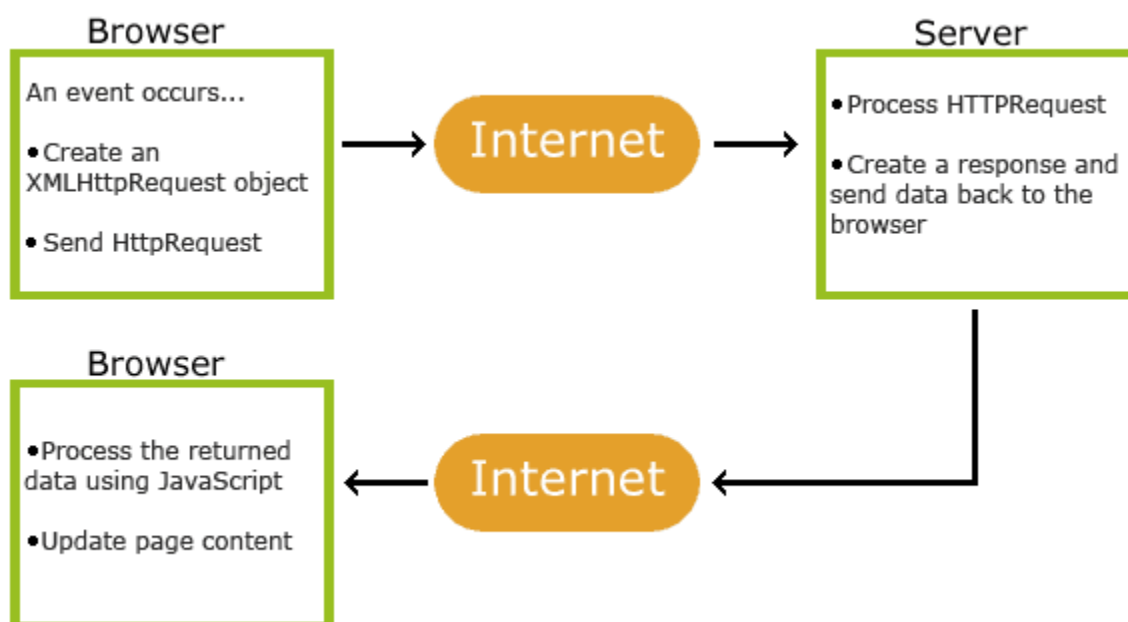 Browser
An event occurs...
•Create an
XMLHttpRequest object
• Send HttpRequest
Internet
Server
•Process HTTPRequest
•Create a response and
send data back to the
browser
Browser
•Process the returned
data using JavaScript
•Update page content
Internet